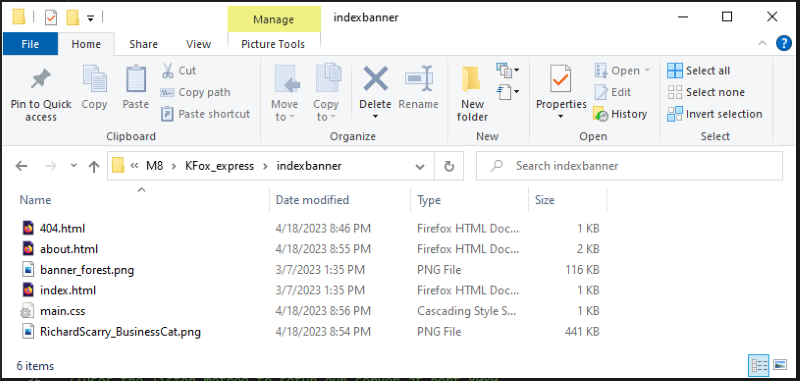 Manage indexbanner
File Home Share View Picture Tools
Pin to Quick access
Copy
Paste
Cut
Copy path
Paste shortcut
Clipboard
Move to
Copy to
Delete
Rename
Organize
New folder
New
Properties
Open
Edit
History
Open
Select all
Select none
Invert selection
Select
« M8 > KFox_express > indexbanner
Search indexbanner
Name Date modified Type Size
404.html 4/18/2023 8:46 PM Firefox HTML Doc... 1 KB
about.html 4/18/2023 8:55 PM Firefox HTML Doc... 2 KB
banner_forest.png 3/7/2023 1:35 PM PNG File 116 KB
index.html 3/7/2023 1:35 PM Firefox HTML Doc... 1 KB
main.css 4/18/2023 8:56 PM Cascading Style S... 1 KB
RichardScarry_BusinessCat.png 4/18/2023 8:54 PM PNG File 441 KB
6 items